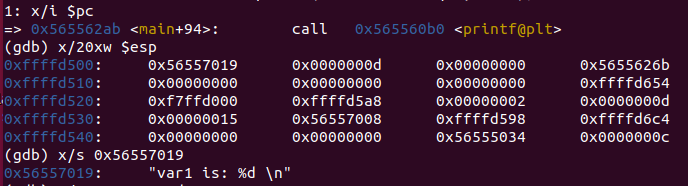 1: x/i $pc
=> 0x565562ab <main+94>: call 0x565560b0 <printf@plt>
(gdb) x/20xw $esp
0xffffd500: 0x56557019 0x0000000d 0x00000000 0x5655626b
0xffffd510: 0x00000000 0x00000000 0x00000000 0xffffd654
0xffffd520: 0xf7ffd000 0xffffd5a8 0x00000002 0x0000000d
0xffffd530: 0x00000015 0x56557008 0xffffd598 0xffffd6c4
0xffffd540: 0x00000000 0x00000000 0x56555034 0x0000000c
(gdb) x/s 0x56557019
0x56557019: "var1 is: %d \n"